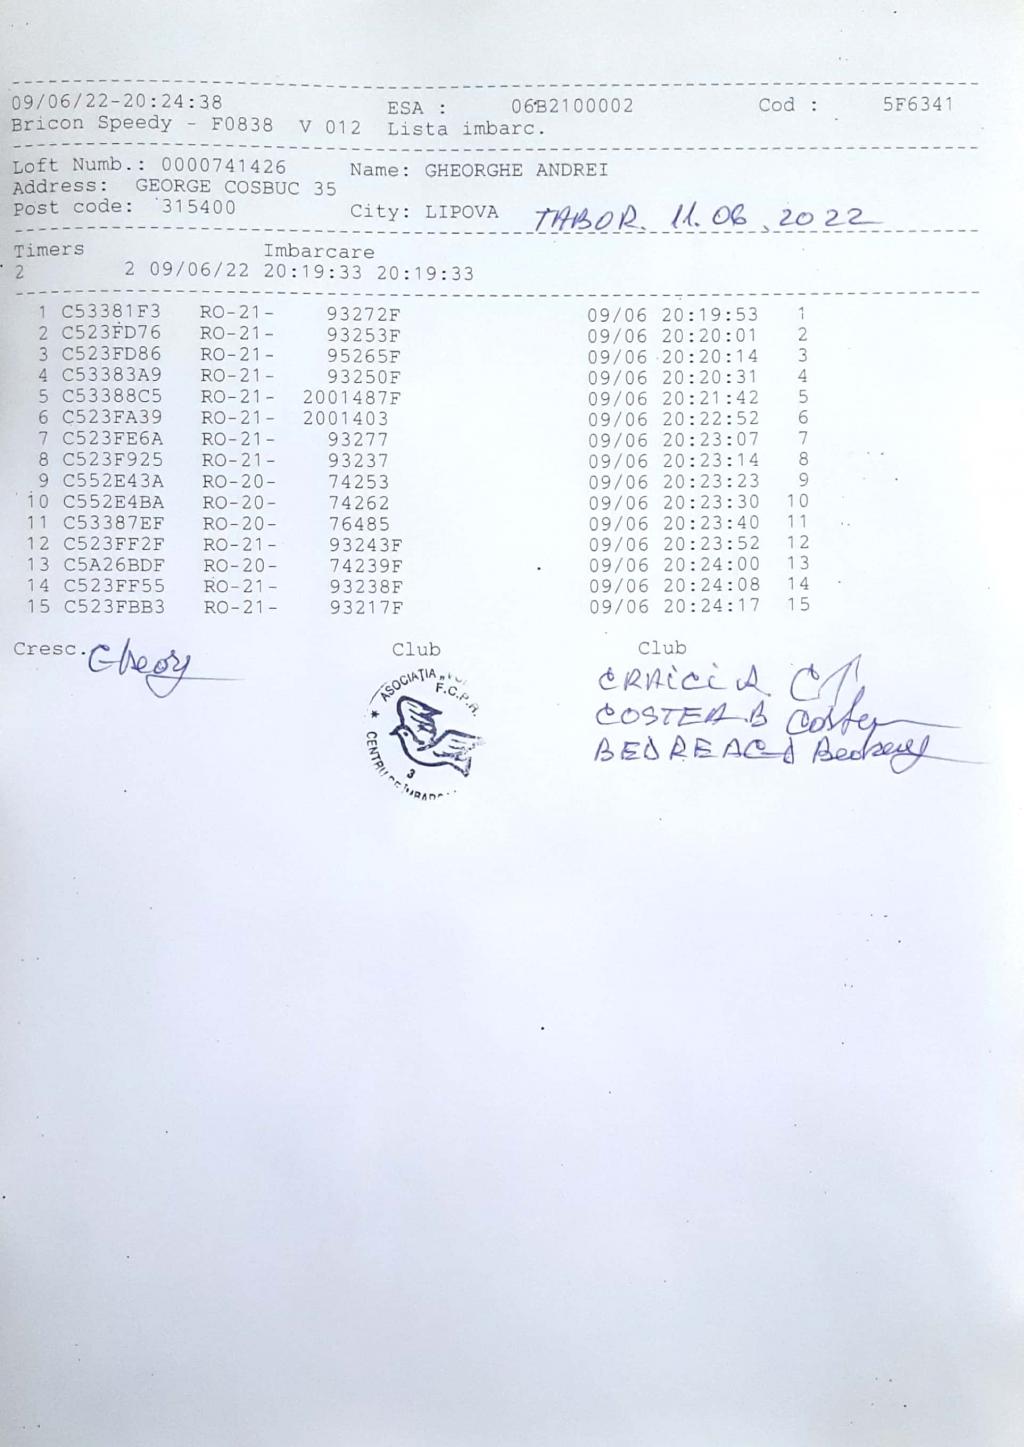 09/06/22-20:24:38 ESA : 06B2100002 Cod : 5F6341
Bricon Speedy - F0838 V 012 Lista imbarc.
Loft Numb.: 0000741426 Name: GHEORGHE ANDREI
Address: GEORGE COSBUC 35
Post code: 315400 City: LIPOVA TABOR. 11.06.2022
Timers Imbarcare
2 2 09/06/22 20:19:33 20:19:33
1 C53381F3 RO-21- 93272F 09/06 20:19:53 1
2 C523FD76 RO-21- 93253F 09/06 20:20:01 2
3 C523FD86 RO-21- 95265F 09/06 20:20:14 3
4 C53383A9 RO-21- 93250F 09/06 20:20:31 4
5 C53388C5 RO-21- 2001487F 09/06 20:21:42 5
6 C523FA39 RO-21- 2001403 09/06 20:22:52 6
7 C523FE6A RO-21- 93277 09/06 20:23:07 7
8 C523F925 RO-21- 93237 09/06 20:23:14 8
9 C552E43A RO-20- 74253 09/06 20:23:23 9
10 C552E4BA RO-20- 74262 09/06 20:23:30 10
11 C53387EF RO-20- 76485 09/06 20:23:40 11
12 C523FF2F RO-21- 93243F 09/06 20:23:52 12
13 C5A26BDF RO-20- 74239F 09/06 20:24:00 13
14 C523FF55 RO-21- 93238F 09/06 20:24:08 14
15 C523FBB3 RO-21- 93217F 09/06 20:24:17 15
Cresc. Gheorg Club Club
ASOCIAȚIA
F.C.P.R.
3
CRAICI A.
COSTEA B Costea
BEDREAG